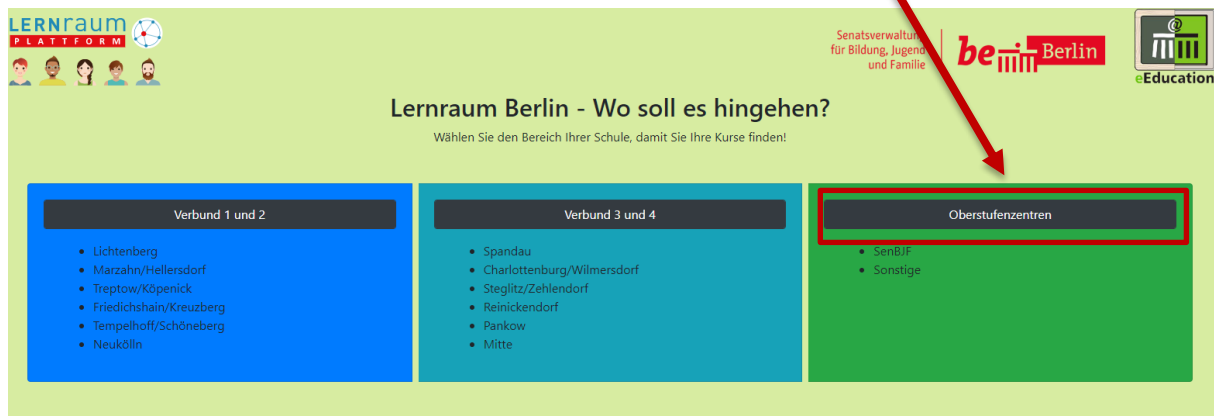 LERNraum
PLATTFORM
Senatsverwaltung
für Bildung, Jugend
und Familie
be Berlin
@
eEducation
Lernraum Berlin - Wo soll es hingehen?
Wählen Sie den Bereich Ihrer Schule, damit Sie Ihre Kurse finden!
Verbund 1 und 2
• Lichtenberg
• Marzahn/Hellersdorf
• Treptow/Köpenick
• Friedichshain/Kreuzberg
• Tempelhoff/Schöneberg
• Neukölln
Verbund 3 und 4
• Spandau
• Charlottenburg/Wilmersdorf
• Steglitz/Zehlendorf
• Reinickendorf
• Pankow
• Mitte
Oberstufenzentren
• SenBJF
• Sonstige